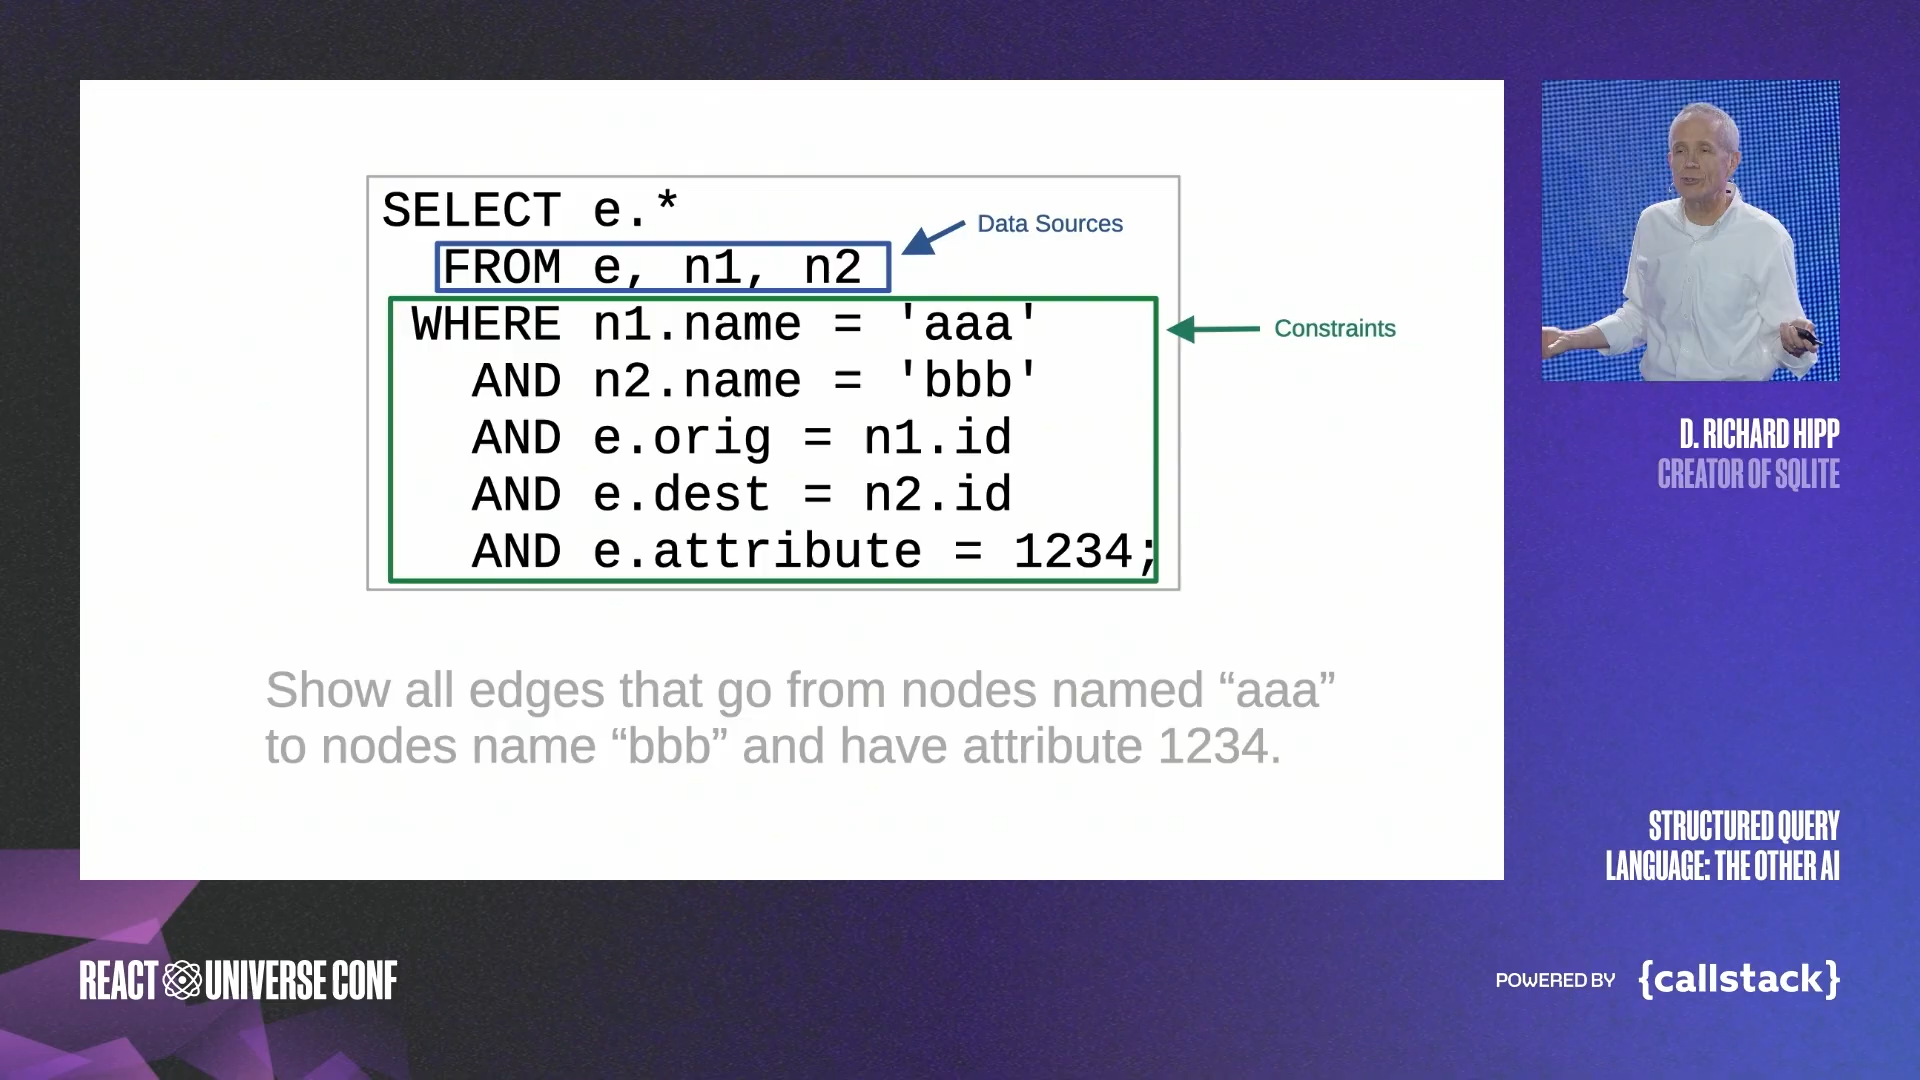 SELECT e.*
FROM e, n1, n2
WHERE n1.name = 'aaa'
AND n2.name = 'bbb'
AND e.orig = n1.id
AND e.dest = n2.id
AND e.attribute = 1234;
Data Sources
Constraints
Show all edges that go from nodes named “aaa”
to nodes name “bbb” and have attribute 1234.
D. RICHARD HIPP
CREATOR OF SQLITE
STRUCTURED QUERY
LANGUAGE: THE OTHER AI
REACT UNIVERSE CONF
POWERED BY {callstack}